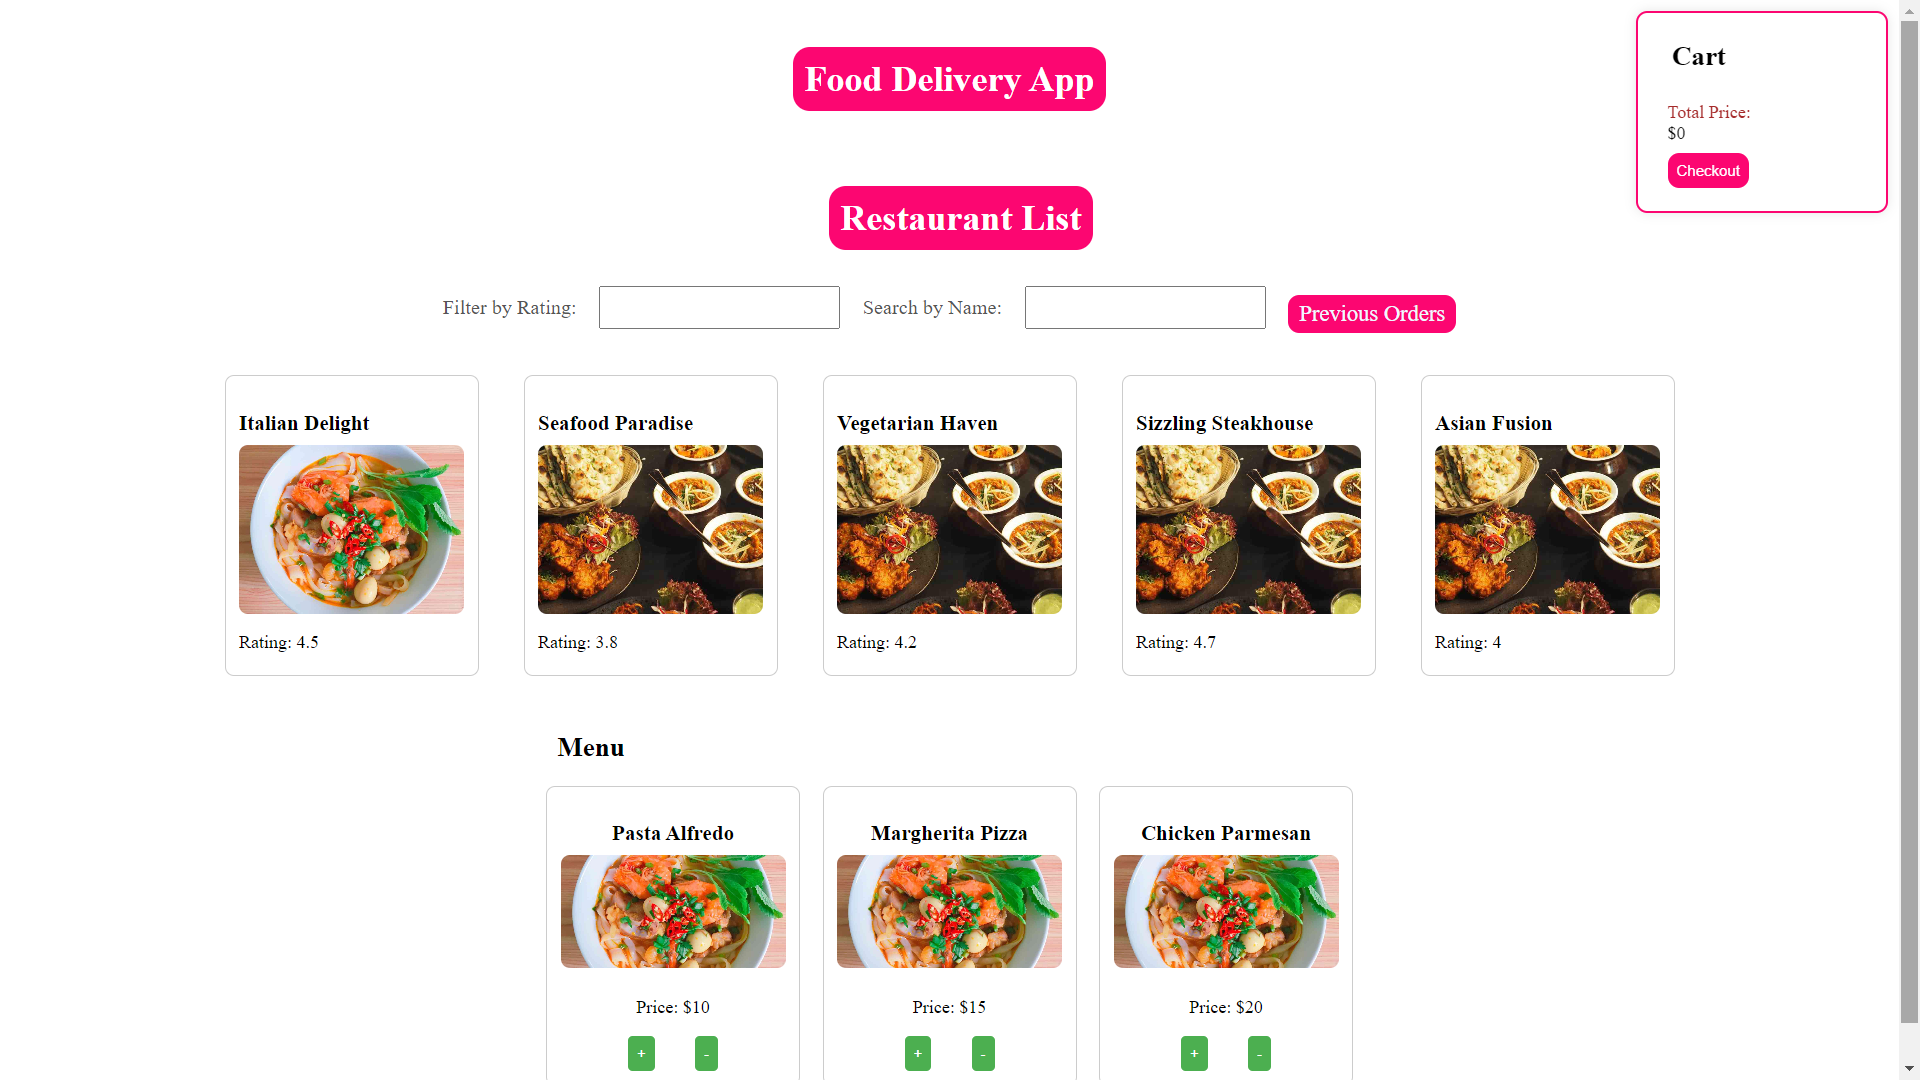 Food Delivery App
Cart
Total Price:
$0
Checkout
Restaurant List
Filter by Rating:
Search by Name:
Previous Orders
Italian Delight
Rating: 4.5
Seafood Paradise
Rating: 3.8
Vegetarian Haven
Rating: 4.2
Sizzling Steakhouse
Rating: 4.7
Asian Fusion
Rating: 4
Menu
Pasta Alfredo
Price: $10
+ -
Margherita Pizza
Price: $15
+ -
Chicken Parmesan
Price: $20
+ -